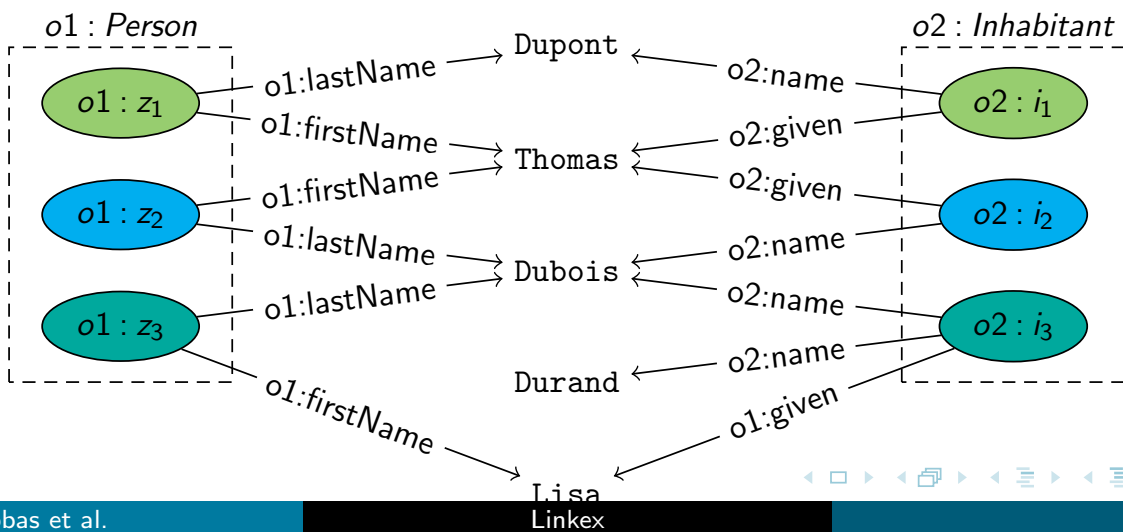 o1 : Person
o2 : Inhabitant
Dupont
o1:lastName
o2:name
o1 : z1
o2 : i1
o1:firstName
o2:given
Thomas
o1:firstName
o2:given
o1 : z2
o2 : i2
o1:lastName
o2:name
Dubois
o1:lastName
o2:name
o1 : z3
o2 : i3
o2:name
Durand
o1:firstName
o1:given
Lisa
bas et al.
Linkex